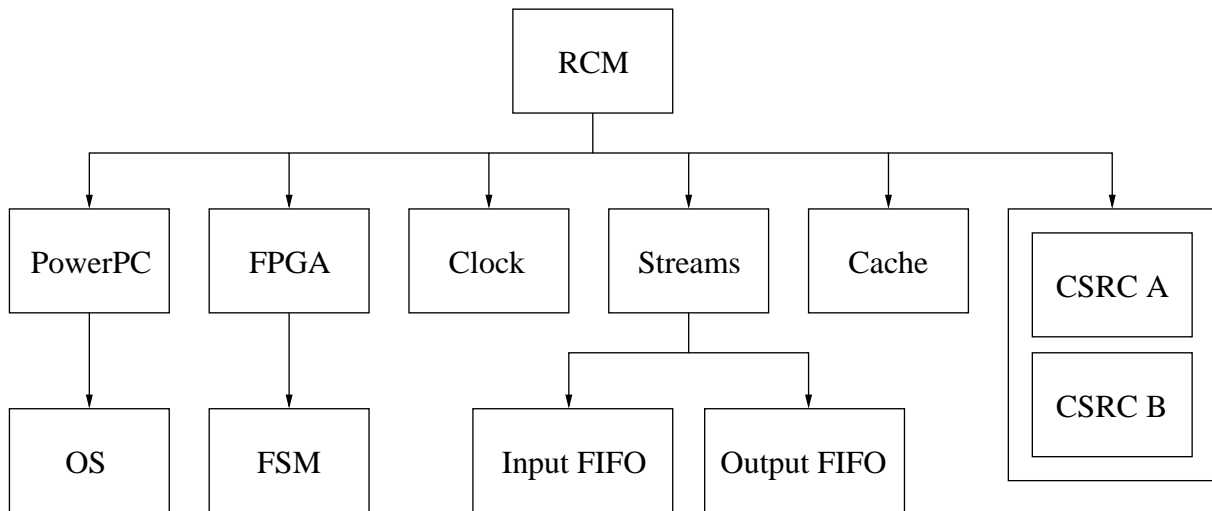 RCM
PowerPC
FPGA
Clock
Streams
Cache
CSRC A
CSRC B
OS
FSM
Input FIFO
Output FIFO